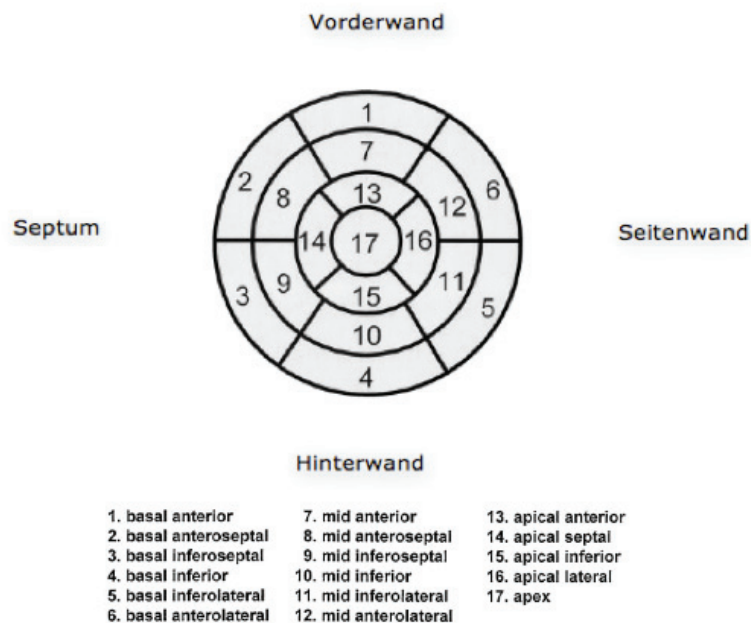 Vorderwand
1
7
2
8
6
12
13
Septum
14
17
16
Seitenwand
3
9
15
11
5
10
4
Hinterwand
1. basal anterior
2. basal anteroseptal
3. basal inferoseptal
4. basal inferior
5. basal inferolateral
6. basal anterolateral
7. mid anterior
8. mid anteroseptal
9. mid inferoseptal
10. mid inferior
11. mid inferolateral
12. mid anterolateral
13. apical anterior
14. apical septal
15. apical inferior
16. apical lateral
17. apex